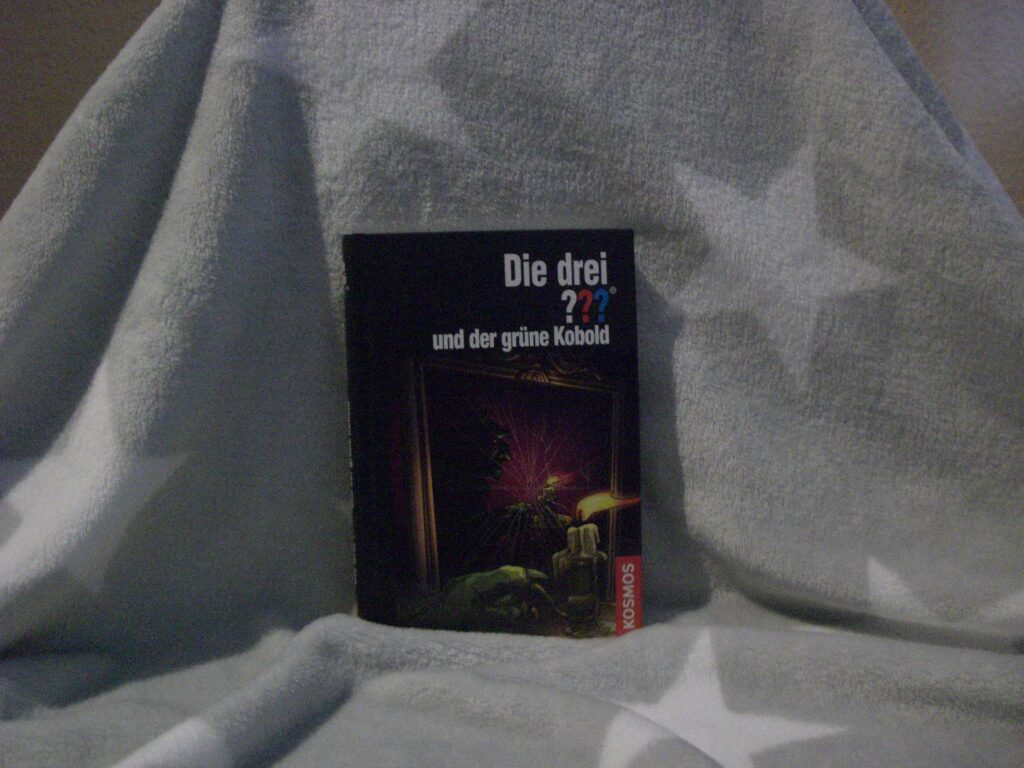 Die drei
???®
und der grüne Kobold
KOSMOS